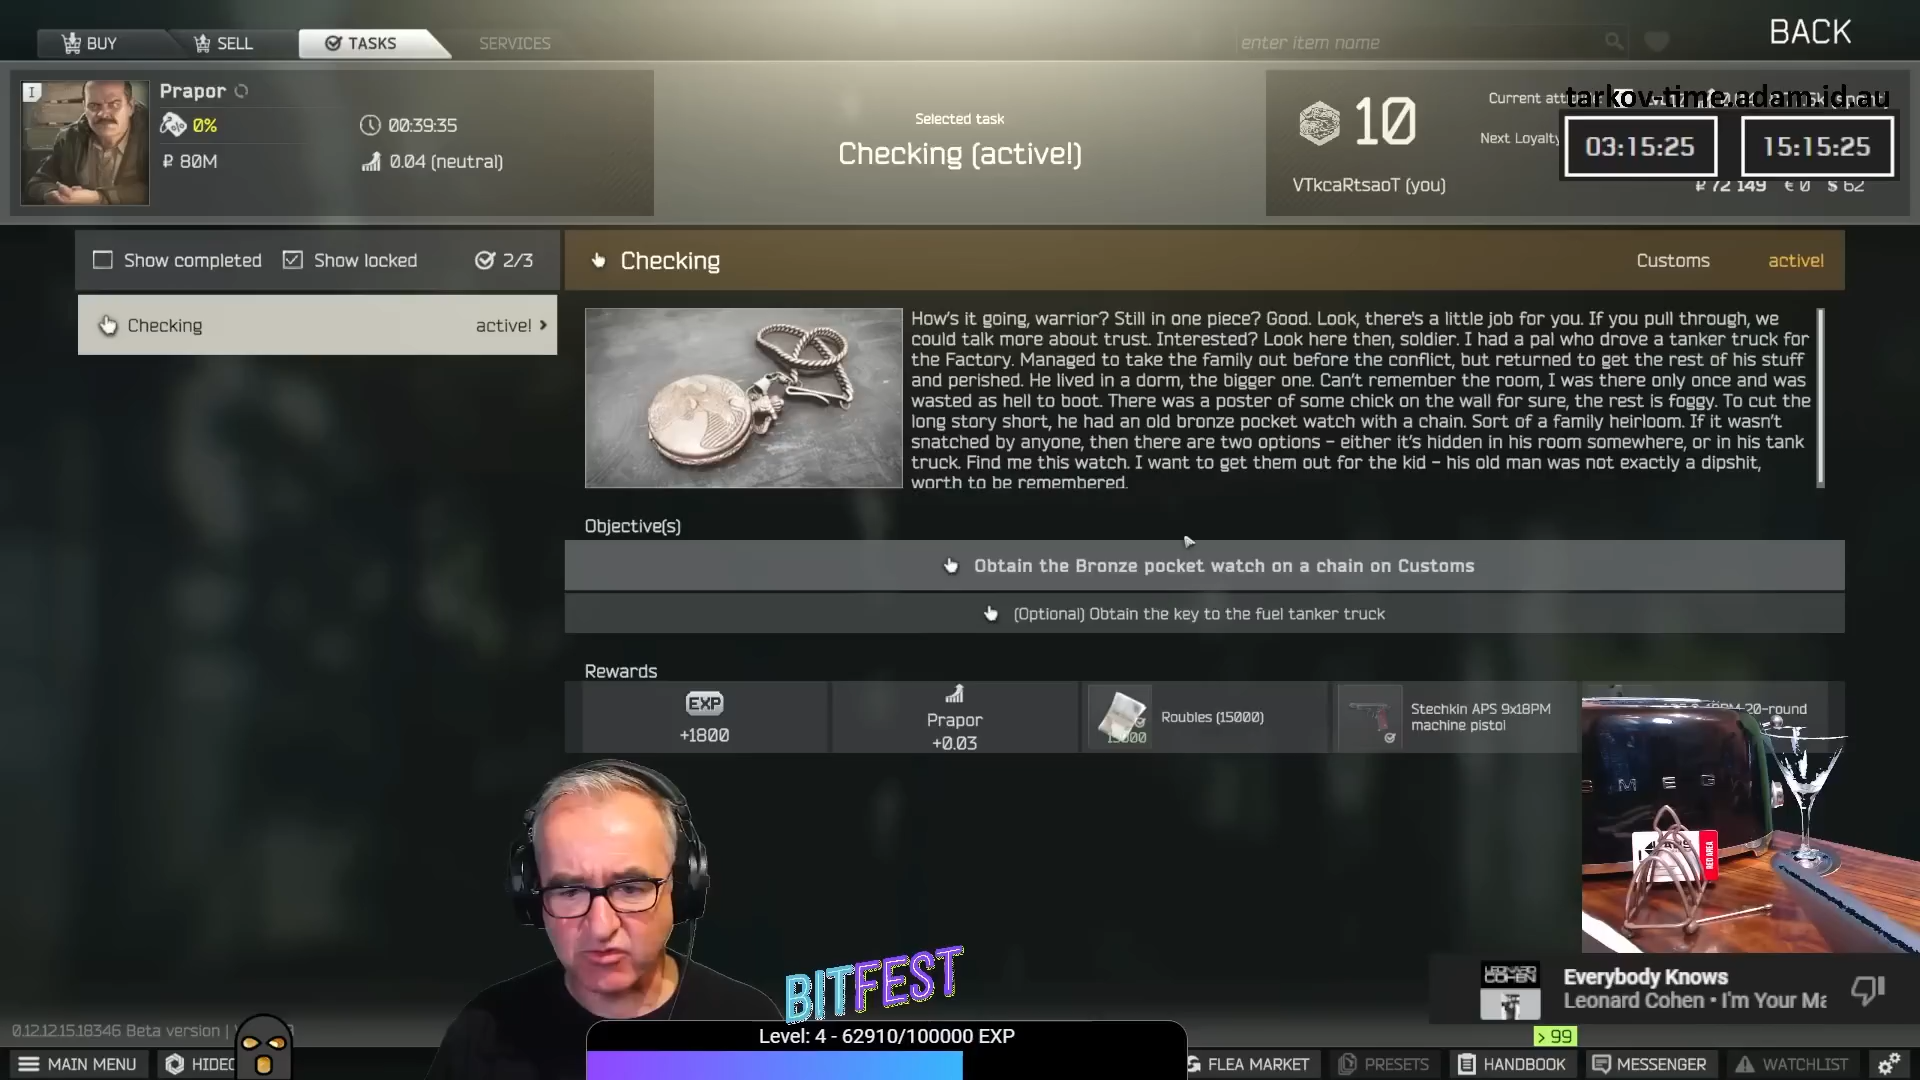 BUY
SELL
TASKS
SERVICES
enter item name
BACK
I
Prapor
0%
00:39:35
₽ 80M
0.04 (neutral)
Selected task
Checking (active!)
10
VTkcaRtsaoT (you)
Next Loyalty
tarkov-time.adam.id.au
03:15:25
15:15:25
₽ 72 149 € 0 $ 62
Show completed
Show locked
2/3
Checking
active!
Checking
Customs
active!
How's it going, warrior? Still in one piece? Good. Look, there's a little job for you. If you pull through, we
could talk more about trust. Interested? Look here then, soldier. I had a pal who drove a tanker truck for
the Factory. Managed to take the family out before the conflict, but returned to get the rest of his stuff
and perished. He lived in a dorm, the bigger one. Can't remember the room, I was there only once and was
wasted as hell to boot. There was a poster of some chick on the wall for sure, the rest is foggy. To cut the
long story short, he had an old bronze pocket watch with a chain. Sort of a family heirloom. If it wasn't
snatched by anyone, then there are two options – either it's hidden in his room somewhere, or in his tank
truck. Find me this watch. I want to get them out for the kid – his old man was not exactly a dipshit,
worth to be remembered.
Objective(s)
Obtain the Bronze pocket watch on a chain on Customs
(Optional) Obtain the key to the fuel tanker truck
Rewards
EXP
+1800
Prapor
+0.03
15000
Roubles (15000)
Stechkin APS 9x18PM
machine pistol
20-round
SMEG
RED AREA
BITFEST
Level: 4 - 62910/100000 EXP
LEONARD
COHEN
Everybody Knows
Leonard Cohen • I'm Your Ma
> 99
0.12.12.15.18346 Beta version |
MAIN MENU
HIDEO
FLEA MARKET
PRESETS
HANDBOOK
MESSENGER
WATCHLIST